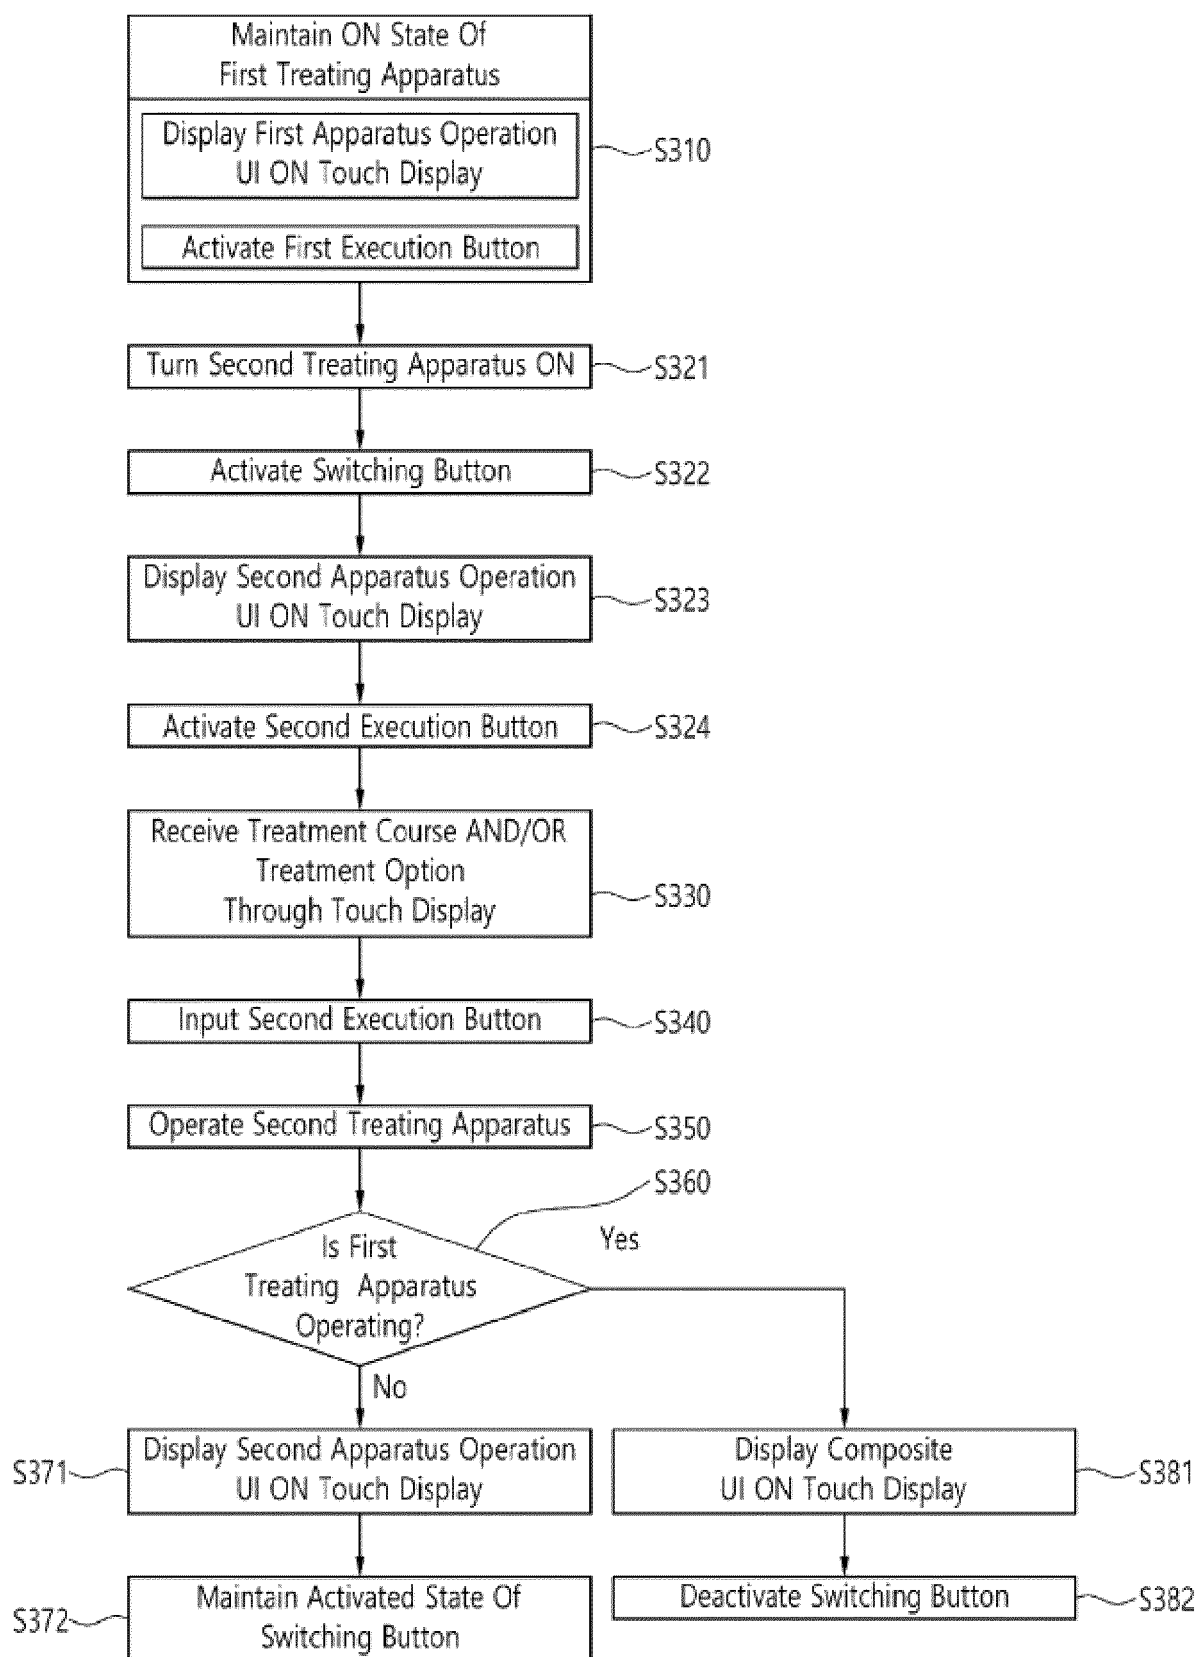 Maintain ON State Of
First Treating Apparatus
Display First Apparatus Operation
UI ON Touch Display
S310
Activate First Execution Button
Turn Second Treating Apparatus ON
S321
Activate Switching Button
S322
Display Second Apparatus Operation
UI ON Touch Display
S323
Activate Second Execution Button
S324
Receive Treatment Course AND/OR
Treatment Option
Through Touch Display
S330
Input Second Execution Button
S340
Operate Second Treating Apparatus
S350
S360
Is First
Treating Apparatus
Operating?
Yes
No
Display Second Apparatus Operation
UI ON Touch Display
S371
Display Composite
UI ON Touch Display
S381
Maintain Activated State Of
Switching Button
S372
Deactivate Switching Button
S382